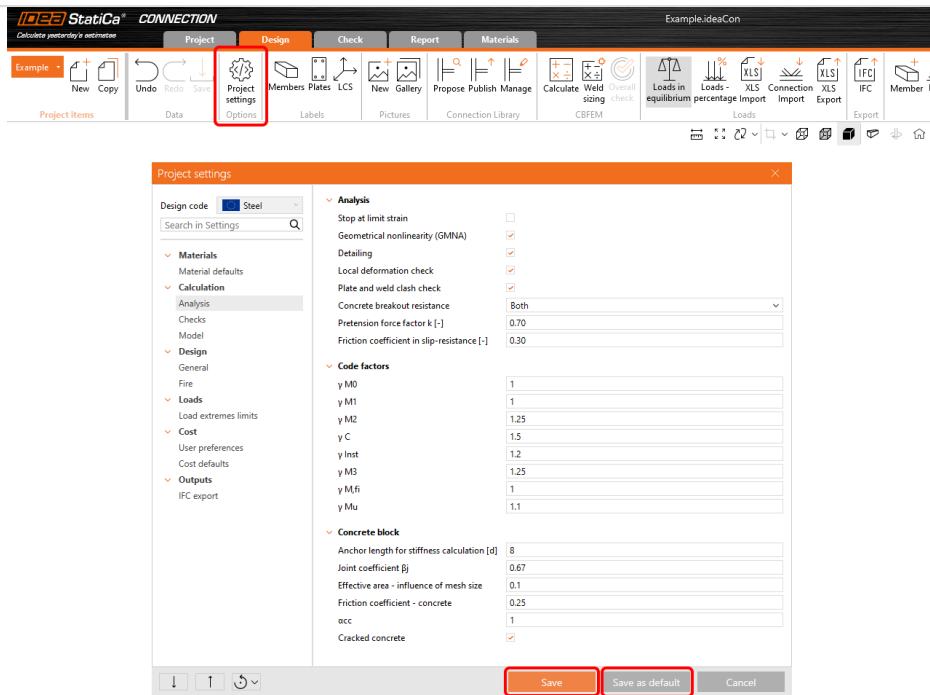 IDEA StatiCa® CONNECTION
Calculate yesterday's estimates
Example.ideaCon
Project Design Check Report Materials
Example
New Copy Undo Redo Save Project settings Members Plates LCS New Gallery Propose Publish Manage Calculate Weld sizing Overall check Loads in equilibrium Loads - percentage XLS Import Connection Import XLS Export IFC Member
Project Items Data Options Labels Pictures Connection Library CBFEM Loads Export
Project settings
Design code Steel
Search in Settings
Materials
Material defaults
Calculation
Analysis
Checks
Model
Design
General
Fire
Loads
Load extremes limits
Cost
User preferences
Cost defaults
Outputs
IFC export
Analysis
Stop at limit strain
Geometrical nonlinearity (GMNA)
Detailing
Local deformation check
Plate and weld clash check
Concrete breakout resistance Both
Pretension force factor k [-] 0.70
Friction coefficient in slip-resistance [-] 0.30
Code factors
γ M0 1
γ M1 1
γ M2 1.25
γ C 1.5
γ Inst 1.2
γ M3 1.25
γ M,fi 1
γ Mu 1.1
Concrete block
Anchor length for stiffness calculation [d] 8
Joint coefficient βj 0.67
Effective area - influence of mesh size 0.1
Friction coefficient - concrete 0.25
αcc 1
Cracked concrete
Save Save as default Cancel